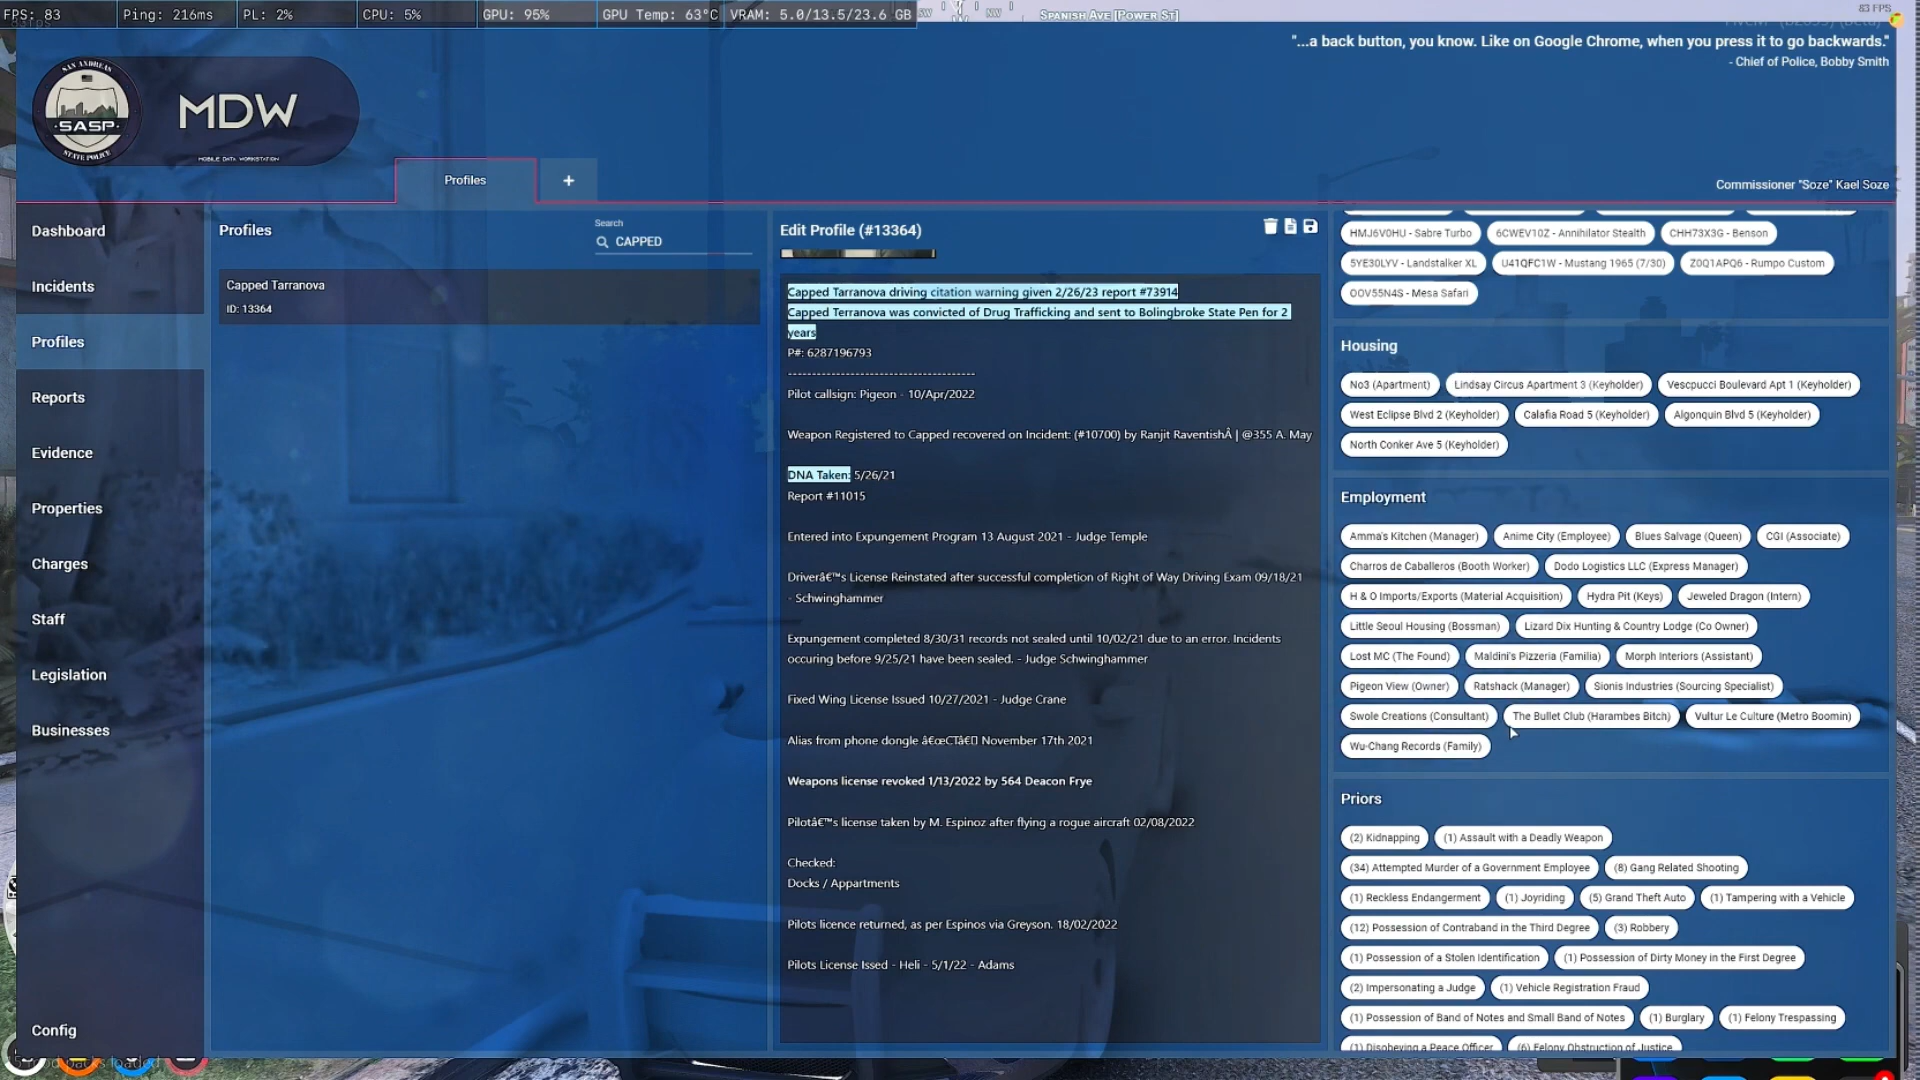 FPS: 83
Ping: 216ms
PL: 2%
CPU: 5%
GPU: 95%
GPU Temp: 63°C
VRAM: 5.0/13.5/23.6 GB
NW
Spanish Ave [Power St]
83 FPS
"...a back button, you know. Like on Google Chrome, when you press it to go backwards."
- Chief of Police, Bobby Smith
SAN ANDREAS
SASP
STATE POLICE
MDW
MOBILE DATA WORKSTATION
Profiles
+
Commissioner "Soze" Kael Soze
Dashboard
Incidents
Profiles
Reports
Evidence
Properties
Charges
Staff
Legislation
Businesses
Config
Profiles
Search
CAPPED
Capped Tarranova
ID: 13364
Edit Profile (#13364)
Capped Tarranova driving citation warning given 2/26/23 report #73914
Capped Terranova was convicted of Drug Trafficking and sent to Bolingbroke State Pen for 2
years
P#: 6287196793
----------------------------------------
Pilot callsign: Pigeon - 10/Apr/2022
Weapon Registered to Capped recovered on Incident: (#10700) by Ranjit RaventishÂ | @355 A. May
DNA Taken: 5/26/21
Report #11015
Entered into Expungement Program 13 August 2021 - Judge Temple
Driverâ€™s License Reinstated after successful completion of Right of Way Driving Exam 09/18/21
- Schwinghammer
Expungement completed 8/30/31 records not sealed until 10/02/21 due to an error. Incidents
occuring before 9/25/21 have been sealed. - Judge Schwinghammer
Fixed Wing License Issued 10/27/2021 - Judge Crane
Alias from phone dongle â€œCTâ€ November 17th 2021
Weapons license revoked 1/13/2022 by 564 Deacon Frye
Pilotâ€™s license taken by M. Espinoz after flying a rogue aircraft 02/08/2022
Checked:
Docks / Appartments
Pilots licence returned, as per Espinos via Greyson. 18/02/2022
Pilots License Issed - Heli - 5/1/22 - Adams
HMJ6V0HU - Sabre Turbo
6CWEV10Z - Annihilator Stealth
CHH73X3G - Benson
5YE30LYV - Landstalker XL
U41QFC1W - Mustang 1965 (7/30)
Z0Q1APQ6 - Rumpo Custom
OOV55N4S - Mesa Safari
Housing
No3 (Apartment)
Lindsay Circus Apartment 3 (Keyholder)
Vescpucci Boulevard Apt 1 (Keyholder)
West Eclipse Blvd 2 (Keyholder)
Calafia Road 5 (Keyholder)
Algonquin Blvd 5 (Keyholder)
North Conker Ave 5 (Keyholder)
Employment
Amma's Kitchen (Manager)
Anime City (Employee)
Blues Salvage (Queen)
CGI (Associate)
Charros de Caballeros (Booth Worker)
Dodo Logistics LLC (Express Manager)
H & O Imports/Exports (Material Acquisition)
Hydra Pit (Keys)
Jeweled Dragon (Intern)
Little Seoul Housing (Bossman)
Lizard Dix Hunting & Country Lodge (Co Owner)
Lost MC (The Found)
Maldini's Pizzeria (Familia)
Morph Interiors (Assistant)
Pigeon View (Owner)
Ratshack (Manager)
Sionis Industries (Sourcing Specialist)
Swole Creations (Consultant)
The Bullet Club (Harambes Bitch)
Vultur Le Culture (Metro Boomin)
Wu-Chang Records (Family)
Priors
(2) Kidnapping
(1) Assault with a Deadly Weapon
(34) Attempted Murder of a Government Employee
(8) Gang Related Shooting
(1) Reckless Endangerment
(1) Joyriding
(5) Grand Theft Auto
(1) Tampering with a Vehicle
(12) Possession of Contraband in the Third Degree
(3) Robbery
(1) Possession of a Stolen Identification
(1) Possession of Dirty Money in the First Degree
(2) Impersonating a Judge
(1) Vehicle Registration Fraud
(1) Possession of Band of Notes and Small Band of Notes
(1) Burglary
(1) Felony Trespassing
(1) Disobeying a Peace Officer
(6) Felony Obstruction of Justice